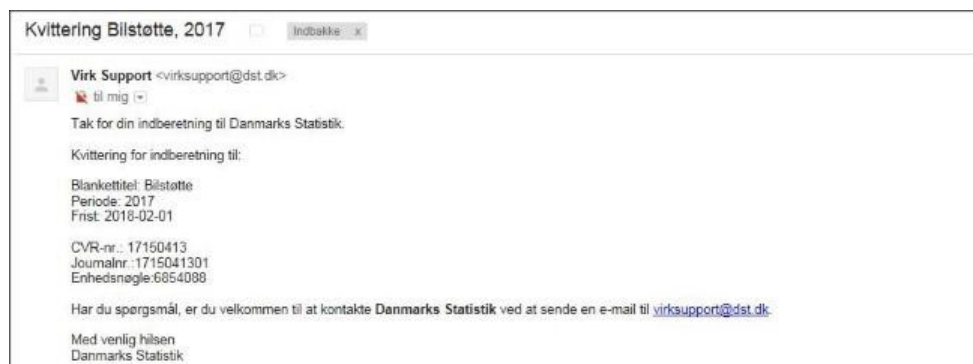 Kvittering Bilstøtte, 2017 Indbakke x
Virk Support <virksupport@dst.dk>
til mig
Tak for din indberetning til Danmarks Statistik.
Kvittering for indberetning til:
Blankettitel: Bilstøtte
Periode: 2017
Frist: 2018-02-01
CVR-nr.: 17150413
Journalnr.:1715041301
Enhedsnøgle:6854088
Har du spørgsmål, er du velkommen til at kontakte Danmarks Statistik ved at sende en e-mail til virksupport@dst.dk.
Med venlig hilsen
Danmarks Statistik